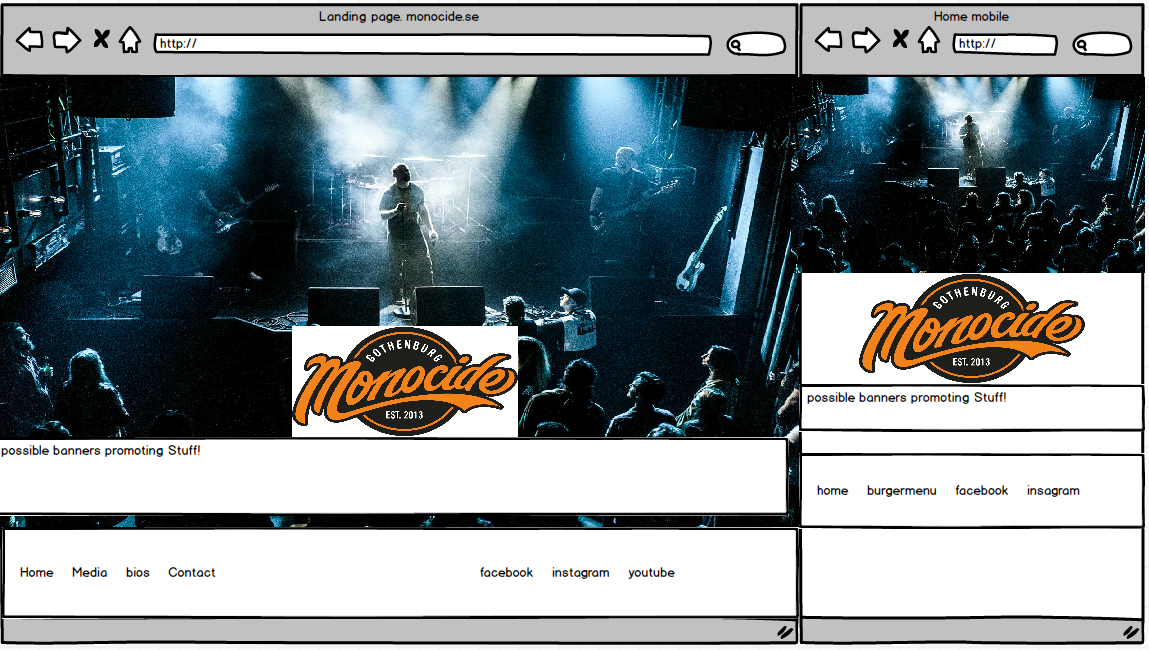 Landing page. monocide.se
http://
GOTHENBURG
Monocide
EST. 2013
possible banners promoting Stuff!
Home Media bios Contact
facebook instagram youtube
Home mobile
http://
GOTHENBURG
Monocide
EST. 2013
possible banners promoting Stuff!
home burgermenu facebook insagram